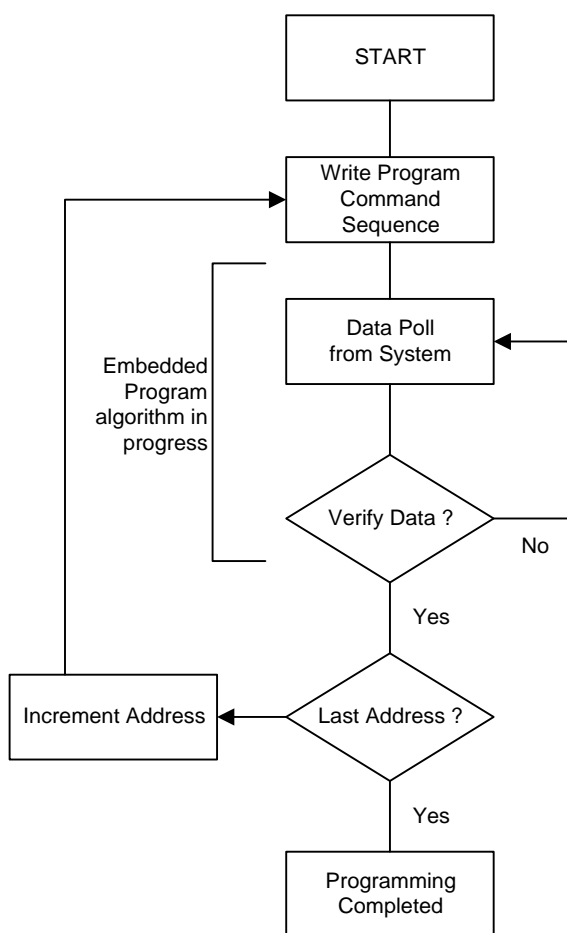 START
Write Program
Command
Sequence
Data Poll
from System
Embedded
Program
algorithm in
progress
Verify Data ?
No
Yes
Increment Address
Last Address ?
Yes
Programming
Completed